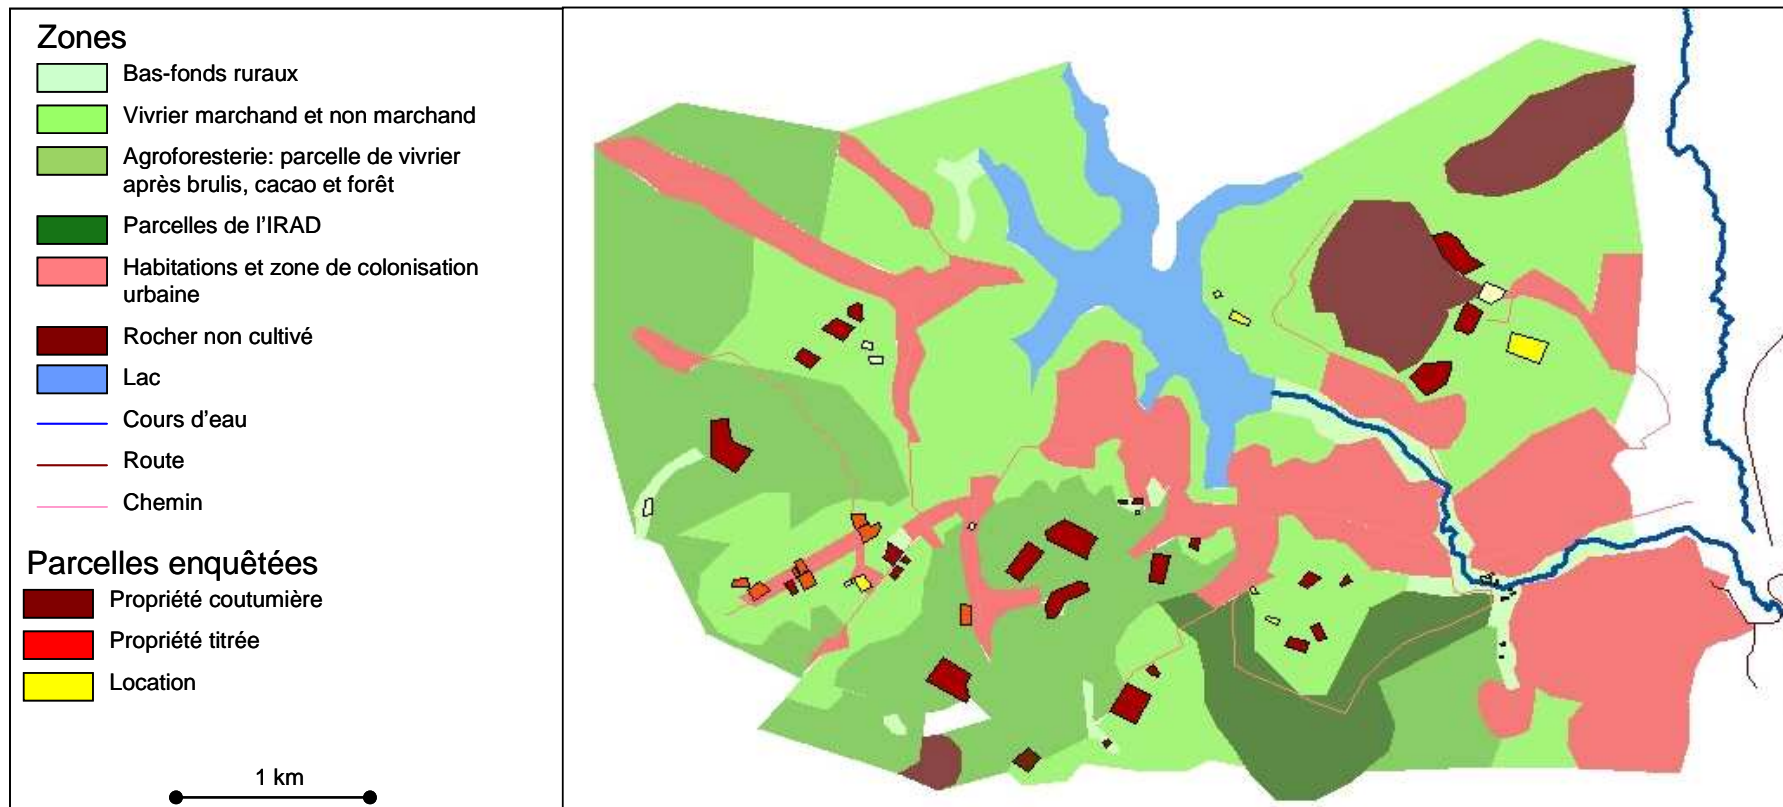 Zones
Bas-fonds ruraux
Vivrier marchand et non marchand
Agroforesterie: parcelle de vivrier
après brulis, cacao et forêt
Parcelles de l'IRAD
Habitations et zone de colonisation
urbaine
Rocher non cultivé
Lac
Cours d'eau
Route
Chemin
Parcelles enquêtées
Propriété coutumière
Propriété titrée
Location
1 km